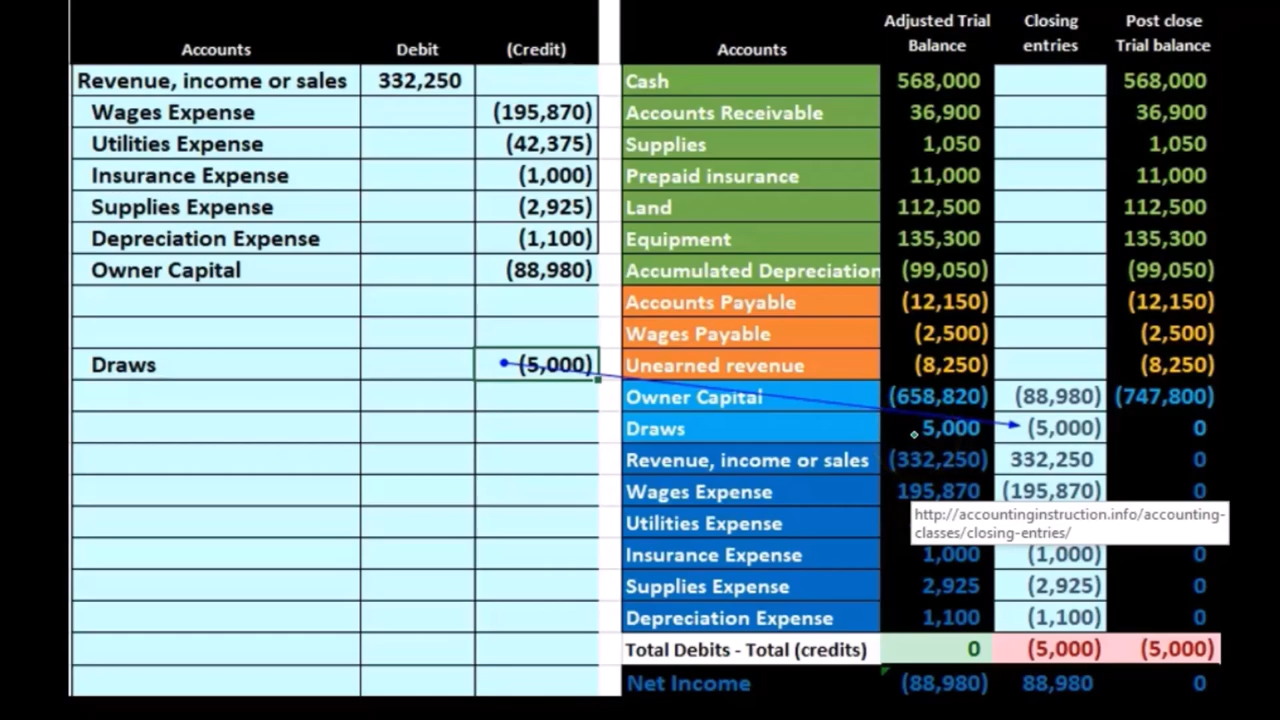 Accounts Debit (Credit)
Revenue, income or sales 332,250
Wages Expense (195,870)
Utilities Expense (42,375)
Insurance Expense (1,000)
Supplies Expense (2,925)
Depreciation Expense (1,100)
Owner Capital (88,980)
Draws (5,000)
Accounts Adjusted Trial Balance Closing entries Post close Trial balance
Cash 568,000 568,000
Accounts Receivable 36,900 36,900
Supplies 1,050 1,050
Prepaid insurance 11,000 11,000
Land 112,500 112,500
Equipment 135,300 135,300
Accumulated Depreciation (99,050) (99,050)
Accounts Payable (12,150) (12,150)
Wages Payable (2,500) (2,500)
Unearned revenue (8,250) (8,250)
Owner Capital (658,820) (88,980) (747,800)
Draws 5,000 (5,000) 0
Revenue, income or sales (332,250) 332,250 0
Wages Expense 195,870 (195,870) 0
http://accountinginstruction.info/accounting-
classes/closing-entries/
Utilities Expense
Insurance Expense 1,000 (1,000) 0
Supplies Expense 2,925 (2,925) 0
Depreciation Expense 1,100 (1,100) 0
Total Debits - Total (credits) 0 (5,000) (5,000)
Net Income (88,980) 88,980 0